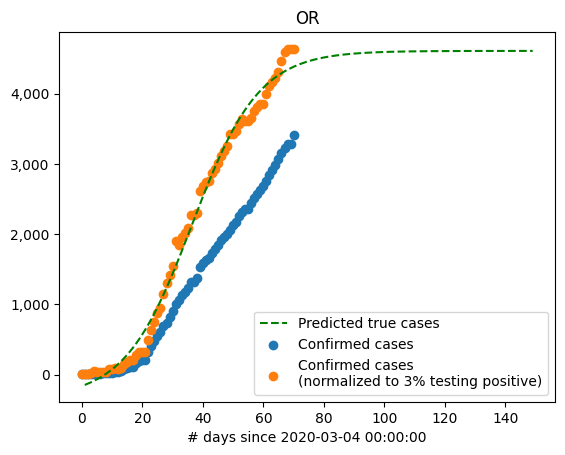 OR
4,000
3,000
2,000
1,000
0
Predicted true cases
Confirmed cases
Confirmed cases
(normalized to 3% testing positive)
0 20 40 60 80 100 120 140
# days since 2020-03-04 00:00:00